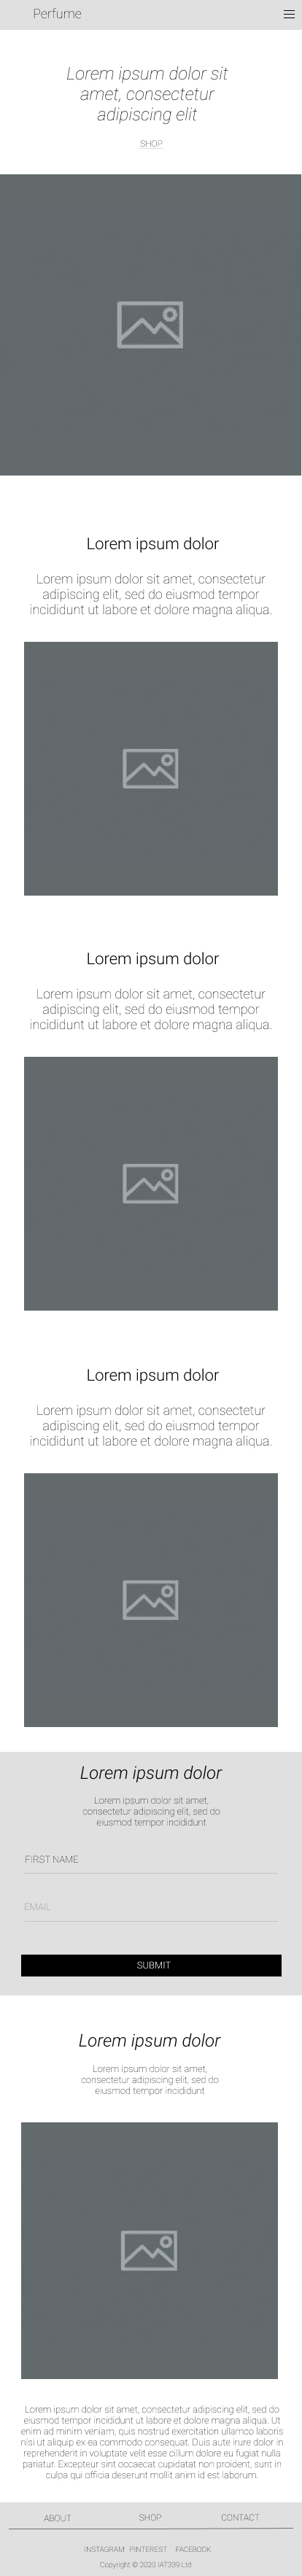 Perfume
Lorem ipsum dolor sit
amet, consectetur
adipiscing elit
SHOP
Lorem ipsum dolor
Lorem ipsum dolor sit amet, consectetur
adipiscing elit, sed do eiusmod tempor
incididunt ut labore et dolore magna aliqua.
Lorem ipsum dolor
Lorem ipsum dolor sit amet, consectetur
adipiscing elit, sed do eiusmod tempor
incididunt ut labore et dolore magna aliqua.
Lorem ipsum dolor
Lorem ipsum dolor sit amet, consectetur
adipiscing elit, sed do eiusmod tempor
incididunt ut labore et dolore magna aliqua.
Lorem ipsum dolor
Lorem ipsum dolor sit amet,
consectetur adipiscing elit, sed do
eiusmod tempor incididunt
FIRST NAME
EMAIL
SUBMIT
Lorem ipsum dolor
Lorem ipsum dolor sit amet,
consectetur adipiscing elit, sed do
eiusmod tempor incididunt
Lorem ipsum dolor sit amet, consectetur adipiscing elit, sed do
eiusmod tempor incididunt ut labore et dolore magna aliqua. Ut
enim ad minim veniam, quis nostrud exercitation ullamco laboris
nisi ut aliquip ex ea commodo consequat. Duis aute irure dolor in
reprehenderit in voluptate velit esse cillum dolore eu fugiat nulla
pariatur. Excepteur sint occaecat cupidatat non proident, sunt in
culpa qui officia deserunt mollit anim id est laborum.
ABOUT SHOP CONTACT
INSTAGRAM PINTEREST FACEBOOK
Copyright © 2020 IAT339 Ltd